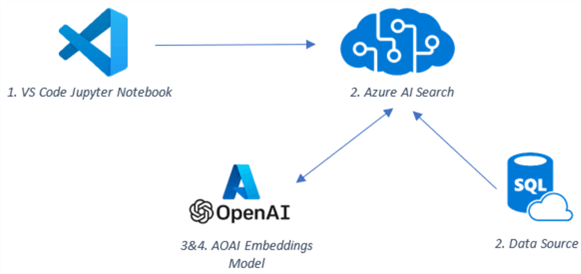 1. VS Code Jupyter Notebook
2. Azure AI Search
OpenAI
3&4. AOAI Embeddings
Model
SQL
2. Data Source